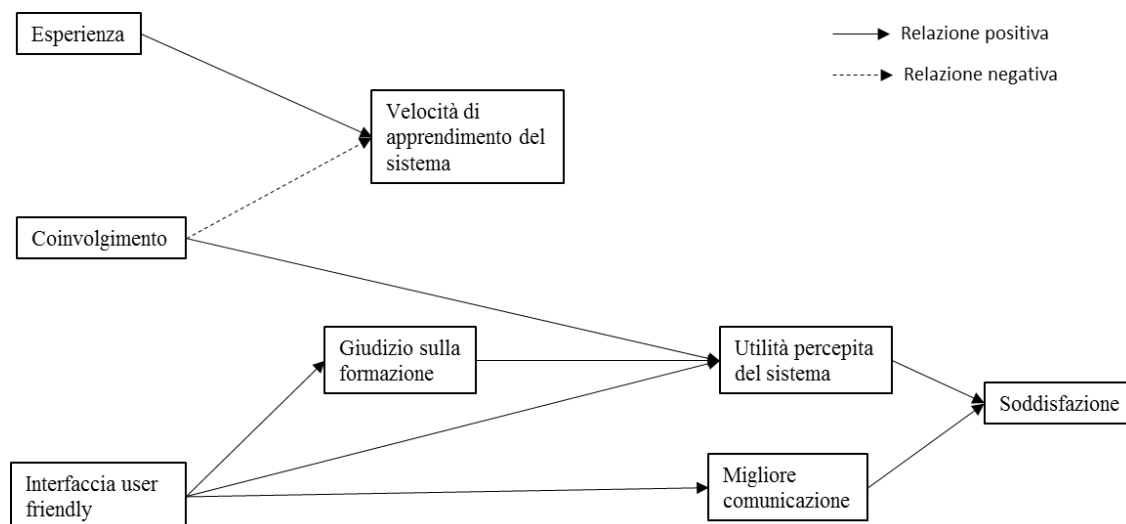 Esperienza
Relazione positiva
Relazione negativa
Velocità di
apprendimento del
sistema
Coinvolgimento
Giudizio sulla
formazione
Utilità percepita
del sistema
Soddisfazione
Interfaccia user
friendly
Migliore
comunicazione